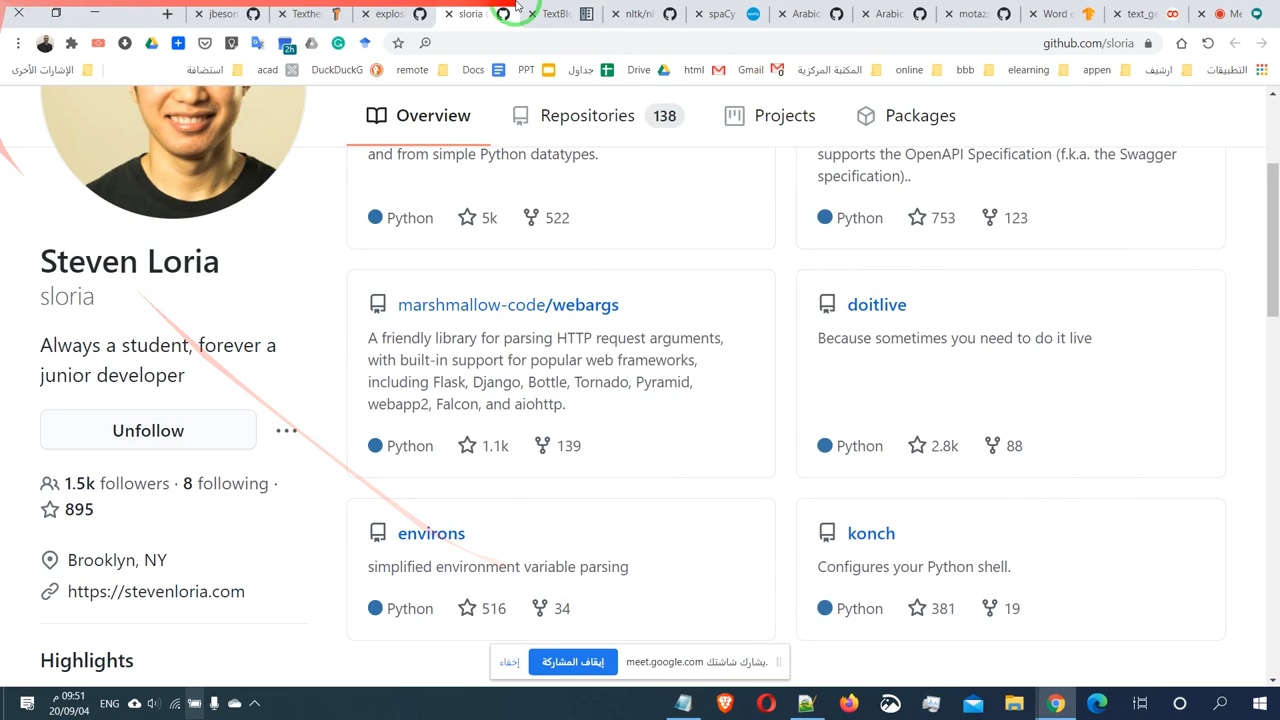 jbeson
Texthe
explos
sloria (
TextBl
nltk/nl
spaCy
Arabic
Arabic
motaz
Word c
text_ge
Me
2h
github.com/sloria
الإشارات الأخرى
استضافة
acad
DuckDuckG
remote
Docs
PPT
جداول
Drive
html
Gmail
المكتبة المركزية
online
bbb
elearning
appen
ارشيف
التطبيقات
Overview
Repositories 138
Projects
Packages
and from simple Python datatypes.
Python 5k 522
supports the OpenAPI Specification (f.k.a. the Swagger
specification)..
Python 753 123
Steven Loria
sloria
Always a student, forever a
junior developer
Unfollow
1.5k followers · 8 following ·
895
Brooklyn, NY
https://stevenloria.com
Highlights
marshmallow-code/webargs
A friendly library for parsing HTTP request arguments,
with built-in support for popular web frameworks,
including Flask, Django, Bottle, Tornado, Pyramid,
webapp2, Falcon, and aiohttp.
Python 1.1k 139
doitlive
Because sometimes you need to do it live
Python 2.8k 88
environs
simplified environment variable parsing
Python 516 34
konch
Configures your Python shell.
Python 381 19
يشارك شاشتك meet.google.com.
إيقاف المشاركة
إخفاء
09:51 م
20/09/04
ENG